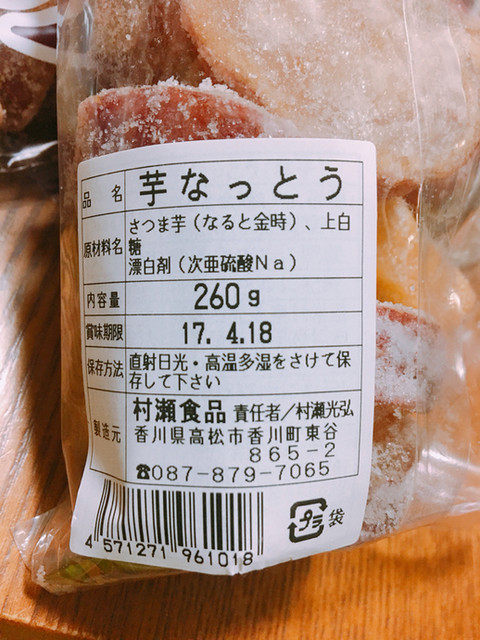 品名 芋なっとう
原材料名 さつま芋（なると金時）、上白
糖
漂白剤（次亜硫酸Ｎａ）
内容量 260g
賞味期限 17. 4.18
保存方法 直射日光・高温多湿をさけて保
存して下さい
製造元 村瀬食品 責任者／村瀬光弘
香川県高松市香川町東谷
865-2
☎087-879-7065
4 571271 961018
プラ 袋